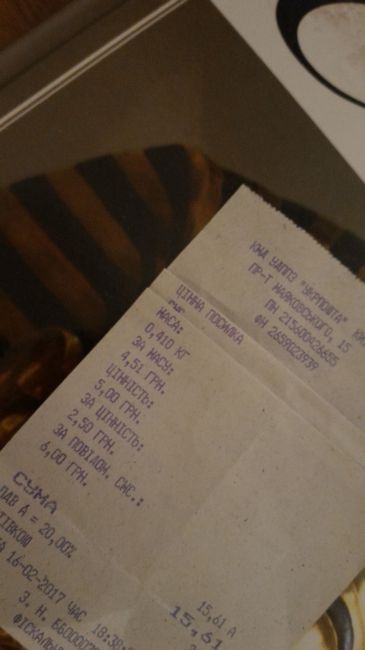 КМД УДППЗ "УКРПОШТА"
ПР-Т МАЯКОВСЬКОГО, 15
ПН 215600426655
ФН 2659023939
ЦІННА ПОСИЛКА
МАСА:
0,410 КГ
ЗА МАСУ:
4,51 ГРН.
ЦІННІСТЬ:
5,00 ГРН.
ЗА ЦІННІСТЬ:
2,50 ГРН.
ЗА ПОВІДОМ. СМС.:
6,00 ГРН.
15,61 А
СУМА 15,61
ПДВ А = 20,00%
16-02-2017 ЧАС 18:38
З. Н.